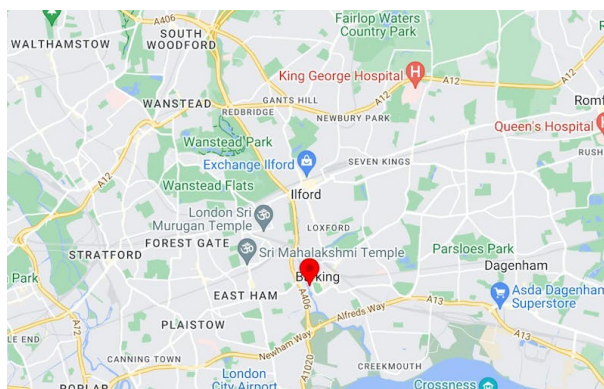 A406
SOUTH
WOODFORD
WALTHAMSTOW
Fairlop Waters
Country Park
King George Hospital
H
A12
A12
WANSTEAD
GANTS HILL
REDBRIDGE
NEWBURY PARK
Romf
Queen's Hospital
H
RUSH
Wanstead Park
Exchange Ilford
SEVEN KINGS
A12
Wanstead Flats
Ilford
London Sri
Murugan Temple
LOXFORD
FOREST GATE
Sri Mahalakshmi Temple
Parsloes Park
STRATFORD
Dagenham
Park
EAST HAM
A406
A13
Asda Dagenham
Superstore
Alfreds Way
PLAISTOW
A13
LE END
Newham Way
CANNING TOWN
A1020
CREEKMOUTH
London
City Airport
Crossness